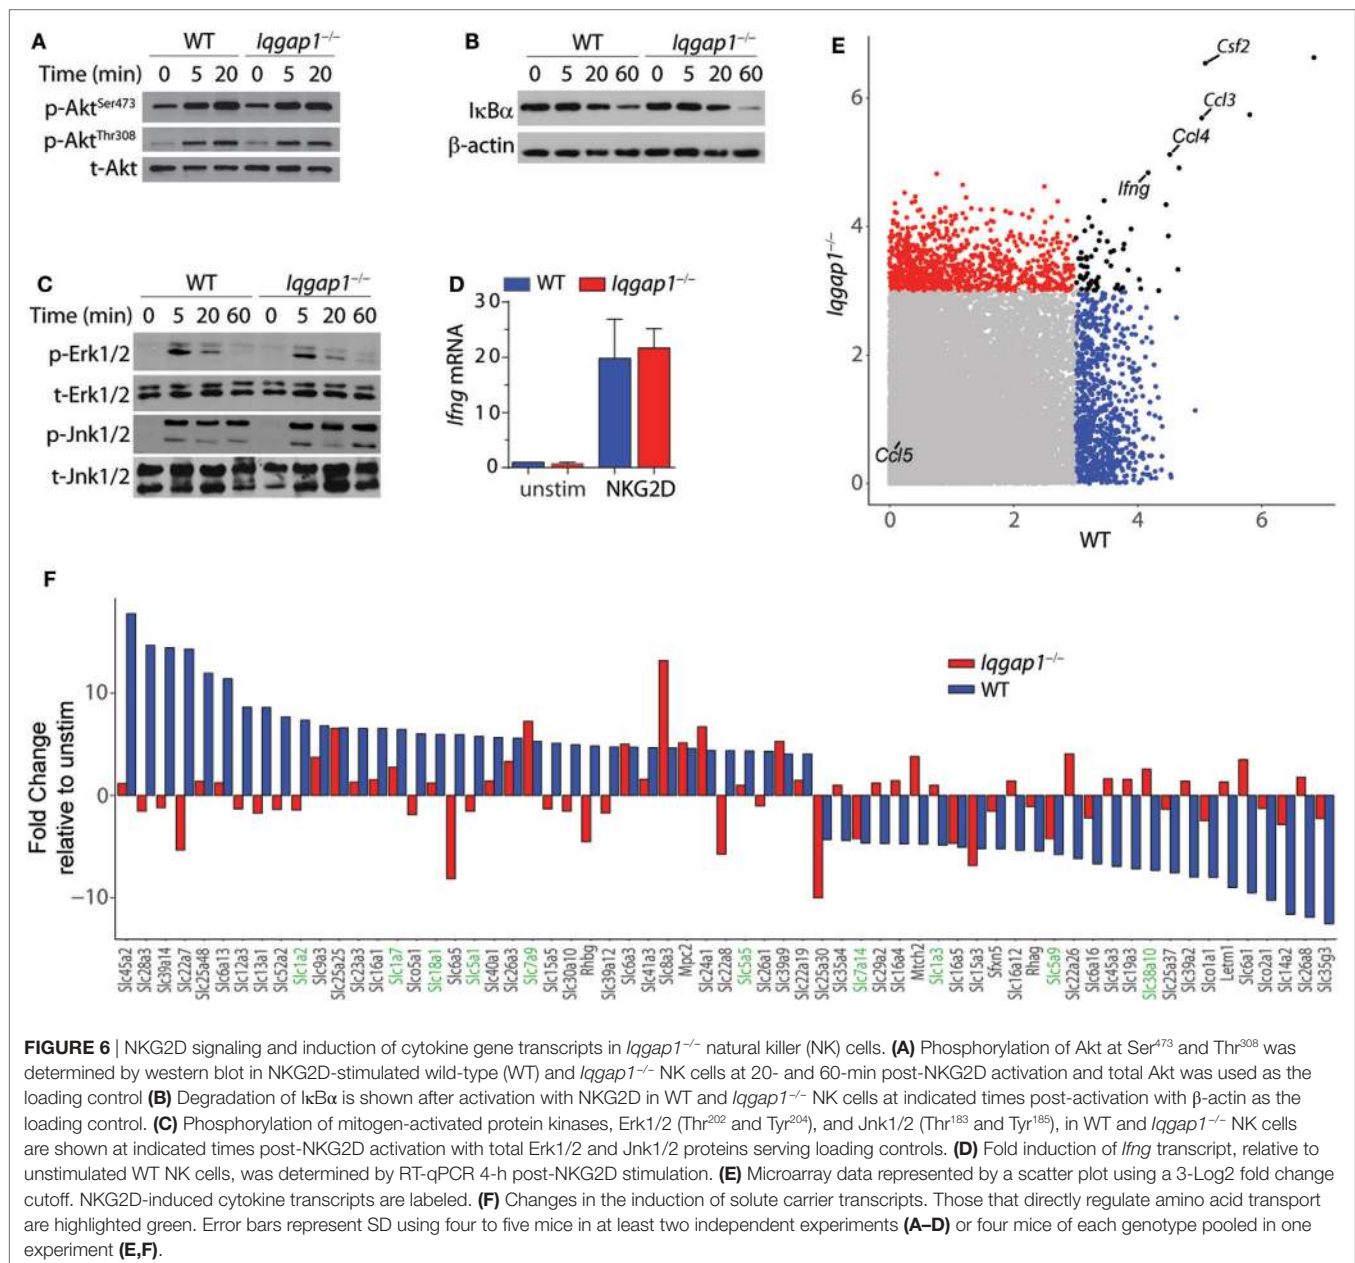 A
WT Iqgap1−/−
Time (min) 0 5 20 0 5 20
p-AktSer473
p-AktThr308
t-Akt
B
WT Iqgap1−/−
0 5 20 60 0 5 20 60
IκBα
β-actin
C
WT Iqgap1−/−
Time (min) 0 5 20 60 0 5 20 60
p-Erk1/2
t-Erk1/2
p-Jnk1/2
t-Jnk1/2
D
WT Iqgap1−/−
Ifng mRNA
30
20
10
0
unstim NKG2D
E
Iqgap1−/−
6
4
2
0
Csf2
Ccl3
Ccl4
Ifng
Ccl5
0 2 4 6
WT
F
Fold Change
relative to unstim
10
0
−10
Iqgap1−/−
WT
Slc45a2
Slc28a3
Slc39a14
Slc22a7
Slc25a48
Slc6a13
Slc12a3
Slc13a1
Slc52a2
Slc1a2
Slc9a3
Slc25a25
Slc23a3
Slc16a1
Slc1a7
Slco5a1
Slc18a1
Slc6a5
Slc5a1
Slc40a1
Slc26a3
Slc7a9
Slc15a3
Slc30a10
Rhbg
Slc39a12
Slc6a3
Slc41a3
Slc8a3
Mpc2
Slc24a1
Slc22a8
Slc5a5
Slc26a1
Slc39a9
Slc22a19
Slc25a30
Slc35a4
Slc7a14
Slc29a2
Slc16a4
Mtch2
Slc1a3
Slc16a5
Slc15a3
Sfxn5
Slc16a12
Rhag
Slc5a9
Slc22a26
Slc6a16
Slc45a3
Slc19a3
Slc38a10
Slc25a37
Slc39a2
Slco1a1
Letm1
Slc6a1
Slco2a1
Slc14a2
Slc26a8
Slc35g3
FIGURE 6 | NKG2D signaling and induction of cytokine gene transcripts in Iqgap1−/− natural killer (NK) cells. (A) Phosphorylation of Akt at Ser473 and Thr308 was
determined by western blot in NKG2D-stimulated wild-type (WT) and Iqgap1−/− NK cells at 20- and 60-min post-NKG2D activation and total Akt was used as the
loading control (B) Degradation of IκBα is shown after activation with NKG2D in WT and Iqgap1−/− NK cells at indicated times post-activation with β-actin as the
loading control. (C) Phosphorylation of mitogen-activated protein kinases, Erk1/2 (Thr202 and Tyr204), and Jnk1/2 (Thr183 and Tyr185), in WT and Iqgap1−/− NK cells
are shown at indicated times post-NKG2D activation with total Erk1/2 and Jnk1/2 proteins serving loading controls. (D) Fold induction of Ifng transcript, relative to
unstimulated WT NK cells, was determined by RT-qPCR 4-h post-NKG2D stimulation. (E) Microarray data represented by a scatter plot using a 3-Log2 fold change
cutoff. NKG2D-induced cytokine transcripts are labeled. (F) Changes in the induction of solute carrier transcripts. Those that directly regulate amino acid transport
are highlighted green. Error bars represent SD using four to five mice in at least two independent experiments (A–D) or four mice of each genotype pooled in one
experiment (E,F).